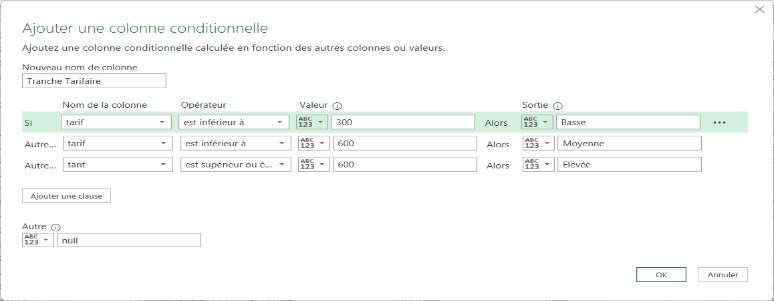 Ajouter une colonne conditionnelle
Ajoutez une colonne conditionnelle calculée en fonction des autres colonnes ou valeurs.
Nouveau nom de colonne
Tranche Tarifaire
Nom de la colonne Opérateur Valeur Sortie
Si tarif est inférieur à ABC 123 300 Alors ABC 123 Basse ...
Autre... tarif est inférieur à ABC 123 600 Alors ABC 123 Moyenne
Autre... tarif est supérieur ou é... ABC 123 600 Alors ABC 123 Elevée
Ajouter une clause
Autre
ABC 123 null
OK Annuler